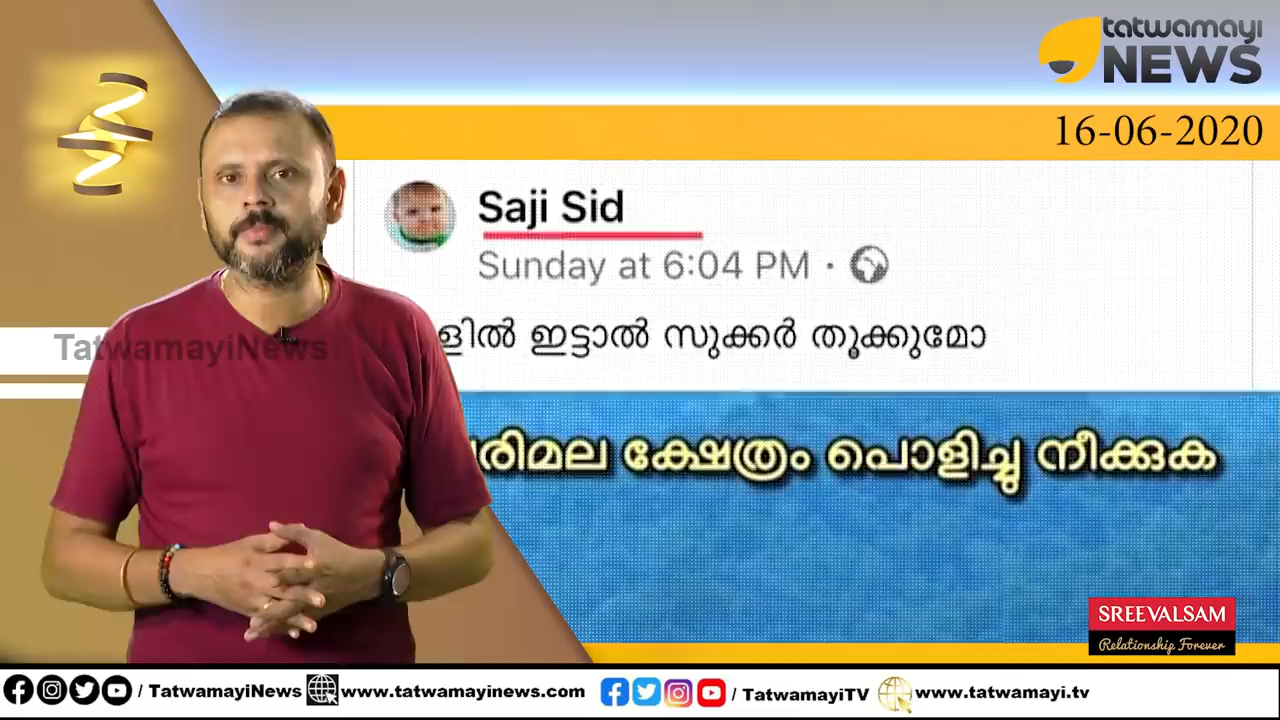 tatwamayi
NEWS
16-06-2020
Saji Sid
Sunday at 6:04 PM ·
ളിൽ ഇട്ടാൽ സുക്കർ തൂക്കുമോ
TatwamayiNews
രിമല ക്ഷേത്രം പൊളിച്ചു നീക്കുക
SREEVALSAM
Relationship Forever
/ TatwamayiNews www.tatwamayinews.com / TatwamayiTV www.tatwamayi.tv